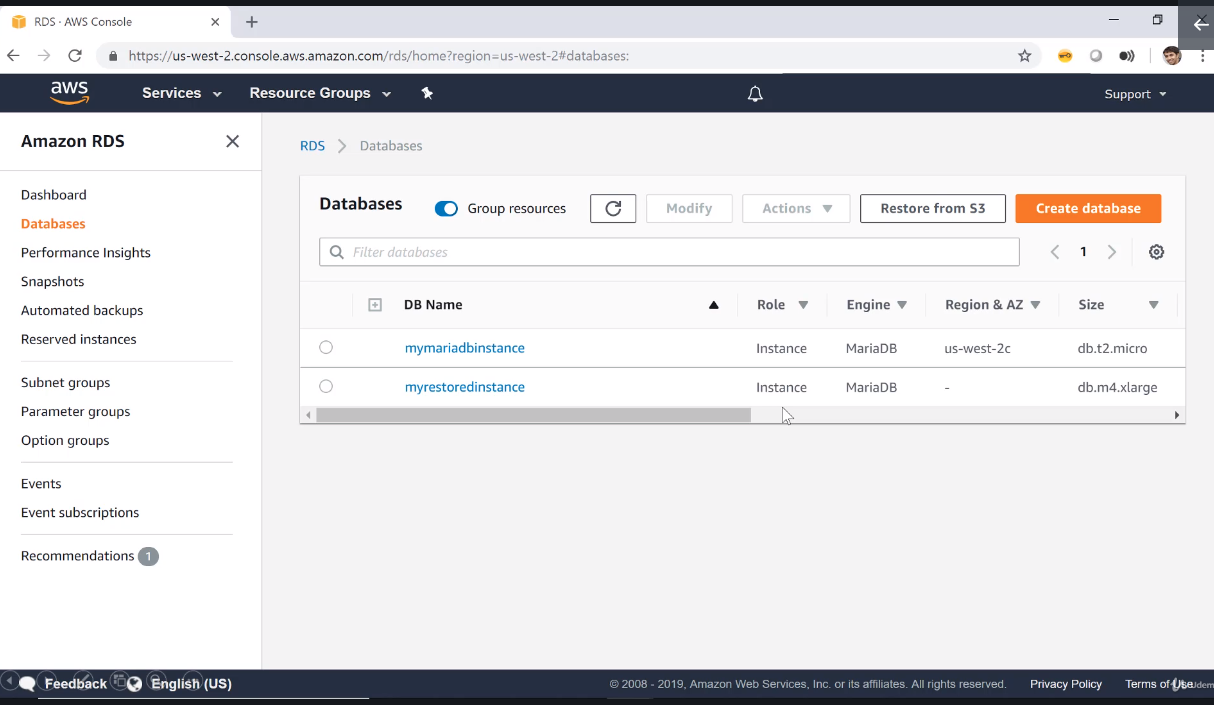 RDS · AWS Console
https://us-west-2.console.aws.amazon.com/rds/home?region=us-west-2#databases:
aws
Services
Resource Groups
Support
Amazon RDS
Dashboard
Databases
Performance Insights
Snapshots
Automated backups
Reserved instances
Subnet groups
Parameter groups
Option groups
Events
Event subscriptions
Recommendations 1
RDS > Databases
Databases
Group resources
Modify
Actions
Restore from S3
Create database
Filter databases
1
DB Name Role Engine Region & AZ Size
mymariadbinstance Instance MariaDB us-west-2c db.t2.micro
myrestoredinstance Instance MariaDB - db.m4.xlarge
Feedback English (US)
© 2008 - 2019, Amazon Web Services, Inc. or its affiliates. All rights reserved. Privacy Policy Terms of Use